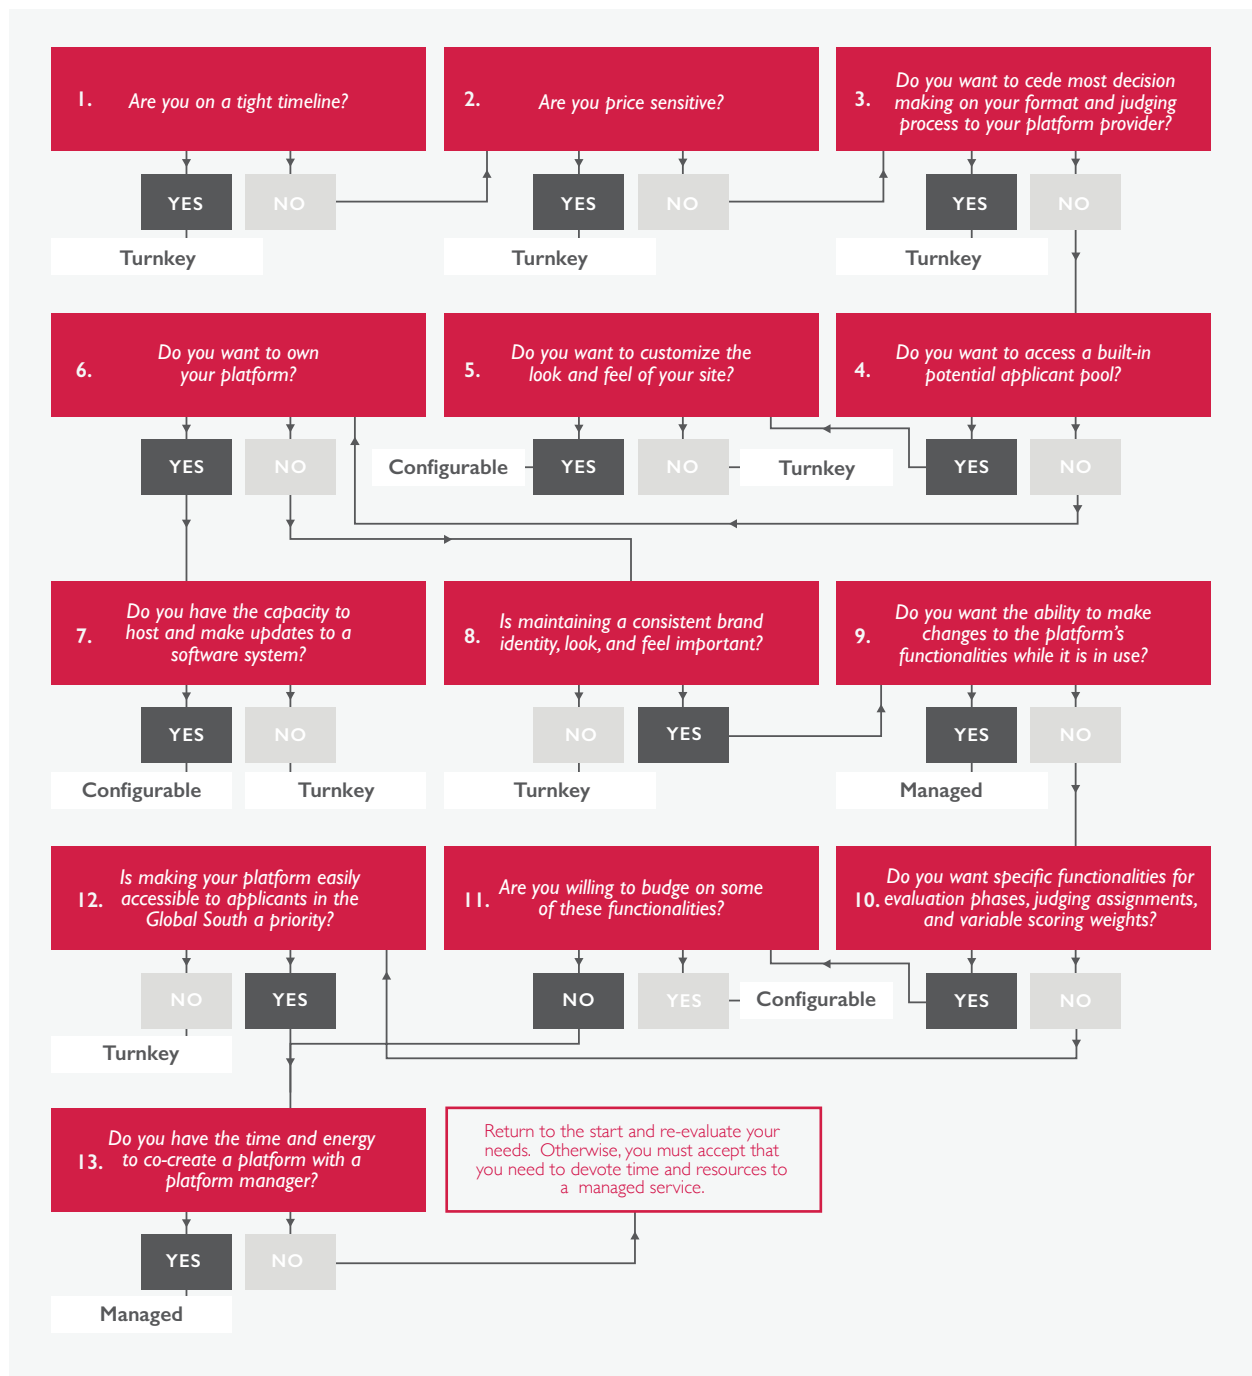 1. Are you on a tight timeline?
YES
NO
Turnkey
2. Are you price sensitive?
YES
NO
Turnkey
3. Do you want to cede most decision
making on your format and judging
process to your platform provider?
YES
NO
Turnkey
4. Do you want to access a built-in
potential applicant pool?
YES
NO
5. Do you want to customize the
look and feel of your site?
Configurable
YES
NO
Turnkey
6. Do you want to own
your platform?
YES
NO
7. Do you have the capacity to
host and make updates to a
software system?
YES
NO
Configurable
Turnkey
8. Is maintaining a consistent brand
identity, look, and feel important?
NO
YES
Turnkey
9. Do you want the ability to make
changes to the platform's
functionalities while it is in use?
YES
NO
Managed
10. Do you want specific functionalities for
evaluation phases, judging assignments,
and variable scoring weights?
YES
NO
11. Are you willing to budge on some
of these functionalities?
NO
YES
Configurable
12. Is making your platform easily
accessible to applicants in the
Global South a priority?
NO
YES
Turnkey
13. Do you have the time and energy
to co-create a platform with a
platform manager?
YES
NO
Managed
Return to the start and re-evaluate your
needs. Otherwise, you must accept that
you need to devote time and resources to
a managed service.